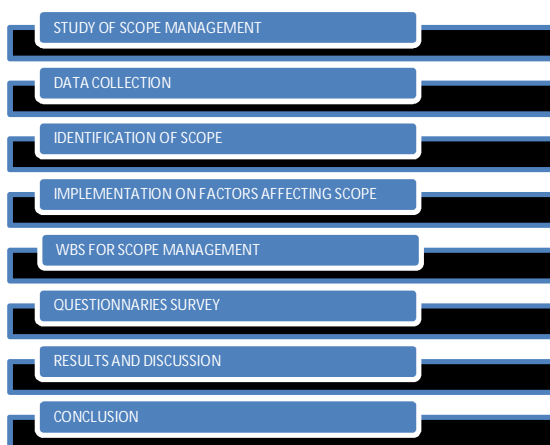 STUDY OF SCOPE MANAGEMENT
DATA COLLECTION
IDENTIFICATION OF SCOPE
IMPLEMENTATION ON FACTORS AFFECTING SCOPE
WBS FOR SCOPE MANAGEMENT
QUESTIONNARIES SURVEY
RESULTS AND DISCUSSION
CONCLUSION